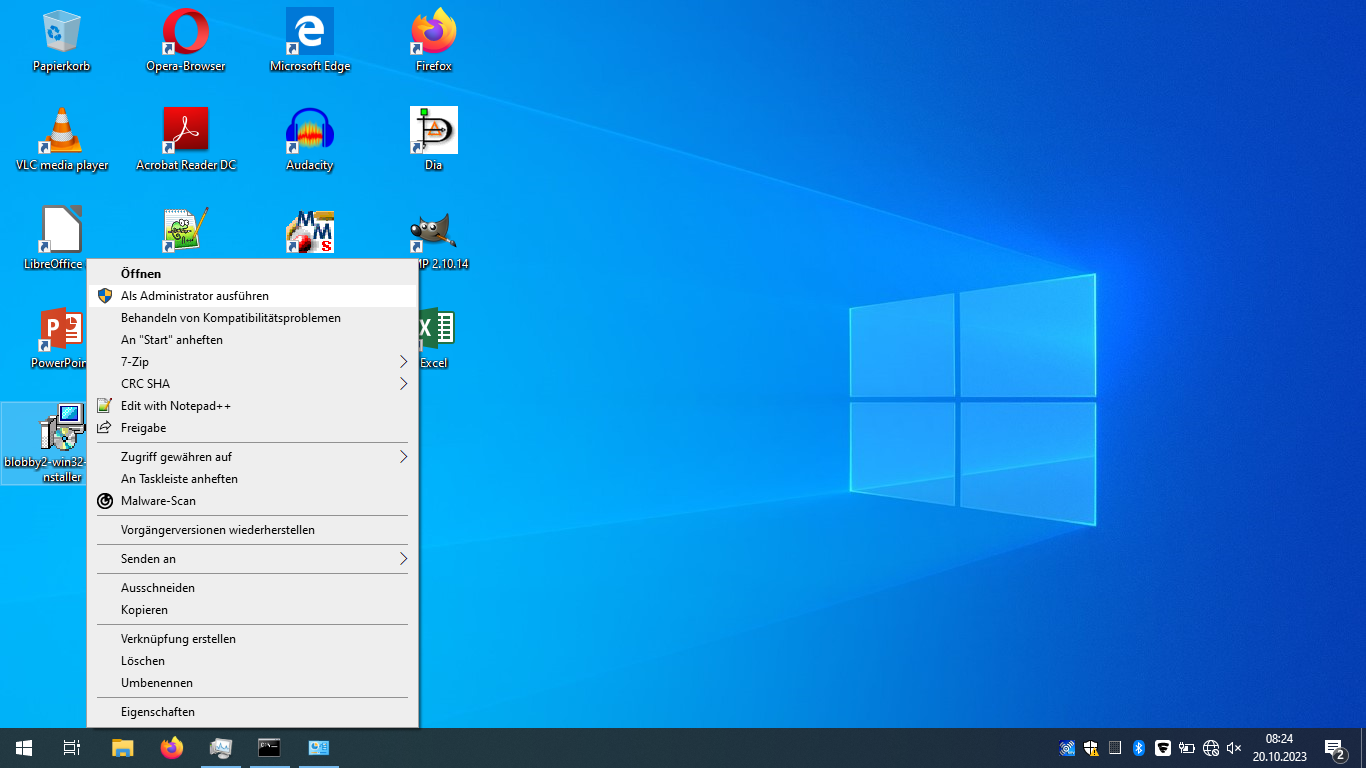 Papierkorb
Opera-Browser
Microsoft Edge
Firefox
VLC media player
Acrobat Reader DC
Audacity
Dia
LibreOffice
MP 2.10.14
PowerPoin
Excel
blobby2-win32-
nstaller
Öffnen
Als Administrator ausführen
Behandeln von Kompatibilitätsproblemen
An "Start" anheften
7-Zip
CRC SHA
Edit with Notepad++
Freigabe
Zugriff gewähren auf
An Taskleiste anheften
Malware-Scan
Vorgängerversionen wiederherstellen
Senden an
Ausschneiden
Kopieren
Verknüpfung erstellen
Löschen
Umbenennen
Eigenschaften
08:24
20.10.2023
2